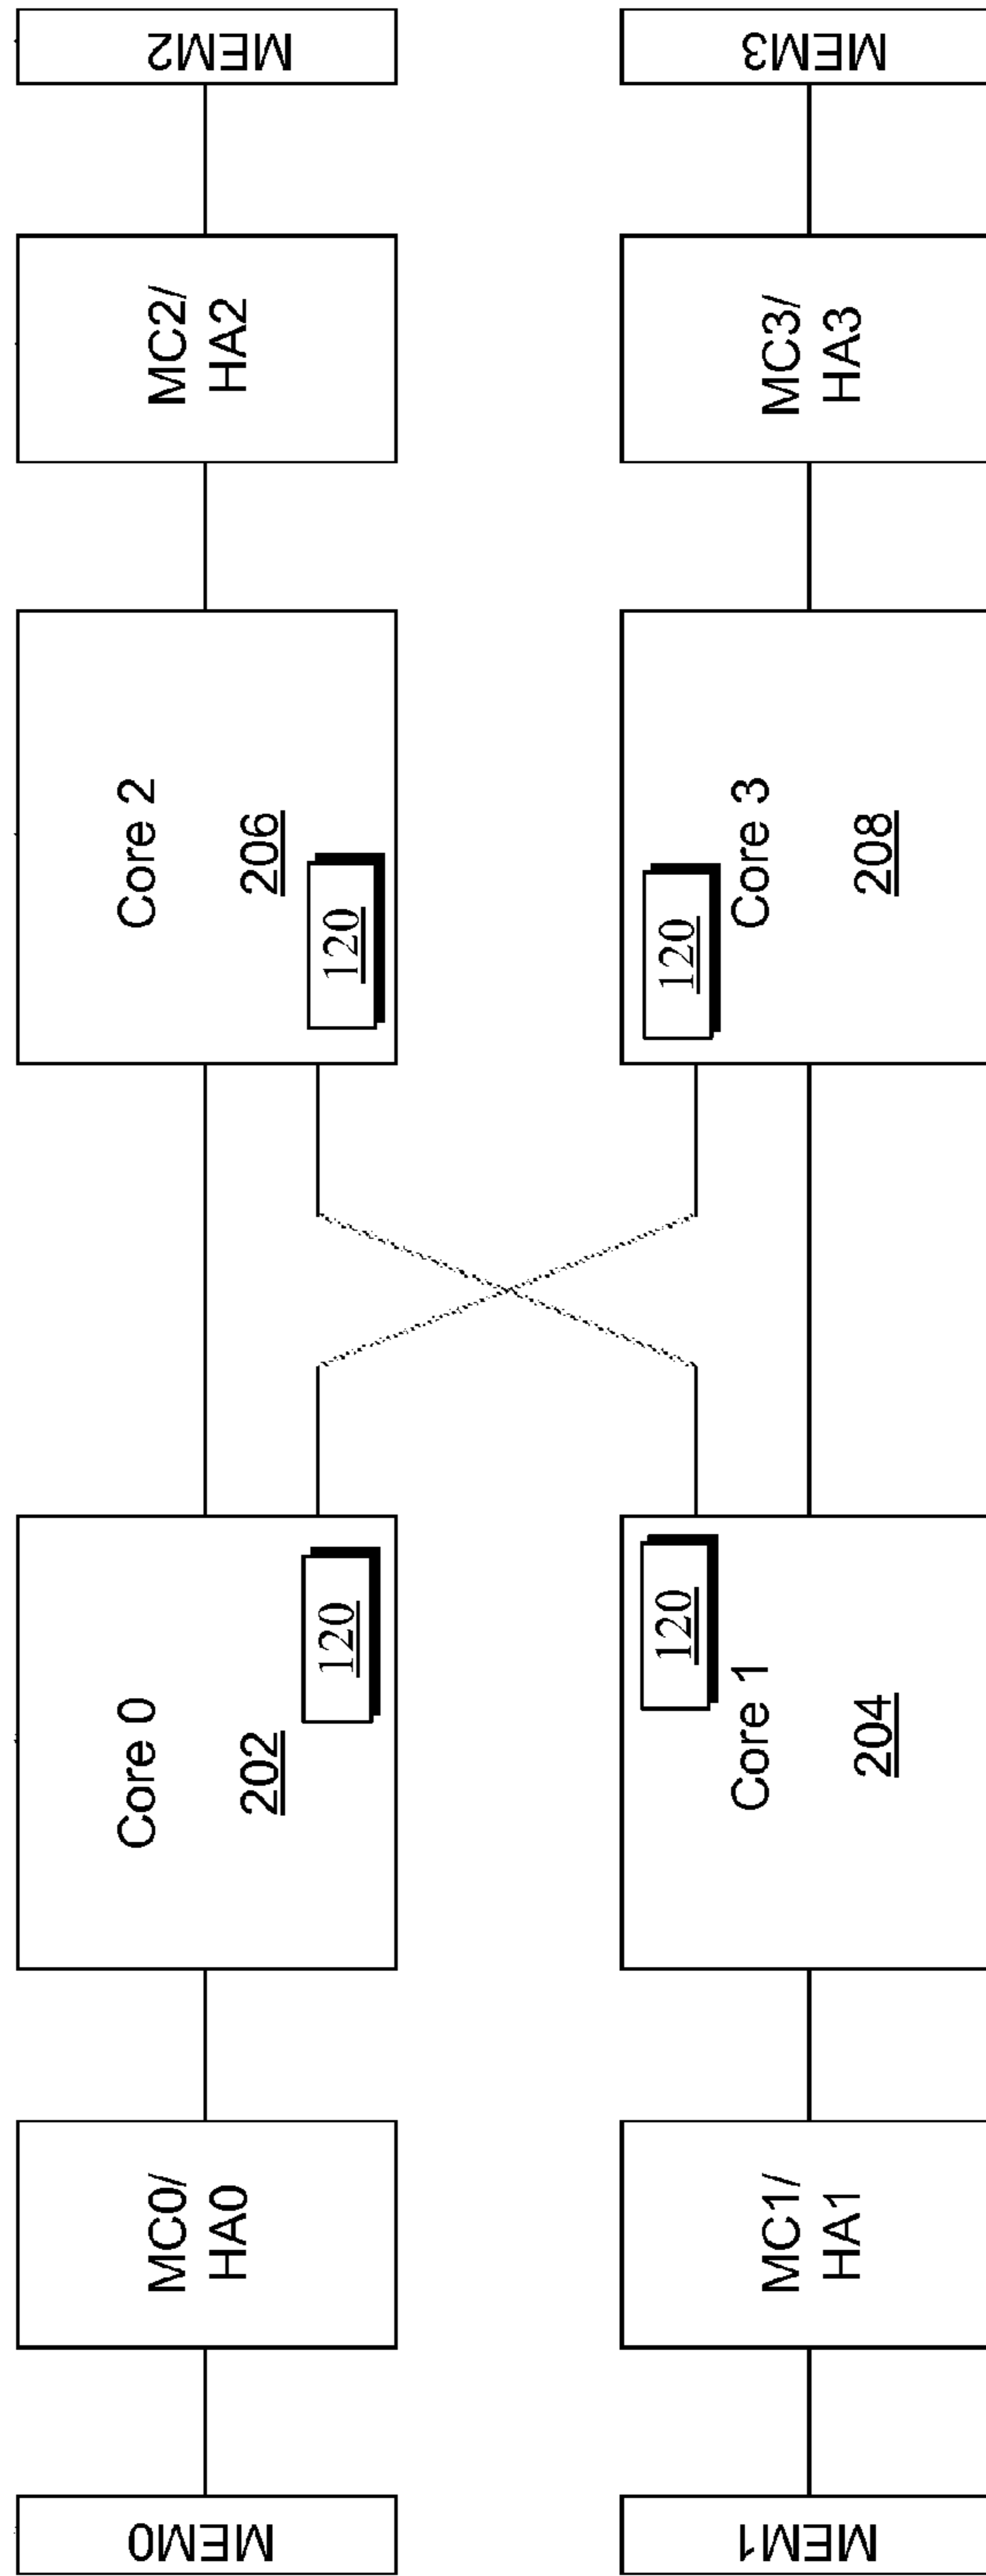 MEM0
MC0/
HA0
Core 0
202
120
Core 2
206
120
MC2/
HA2
MEM2
MEM1
MC1/
HA1
Core 1
204
120
Core 3
208
120
MC3/
HA3
MEM3